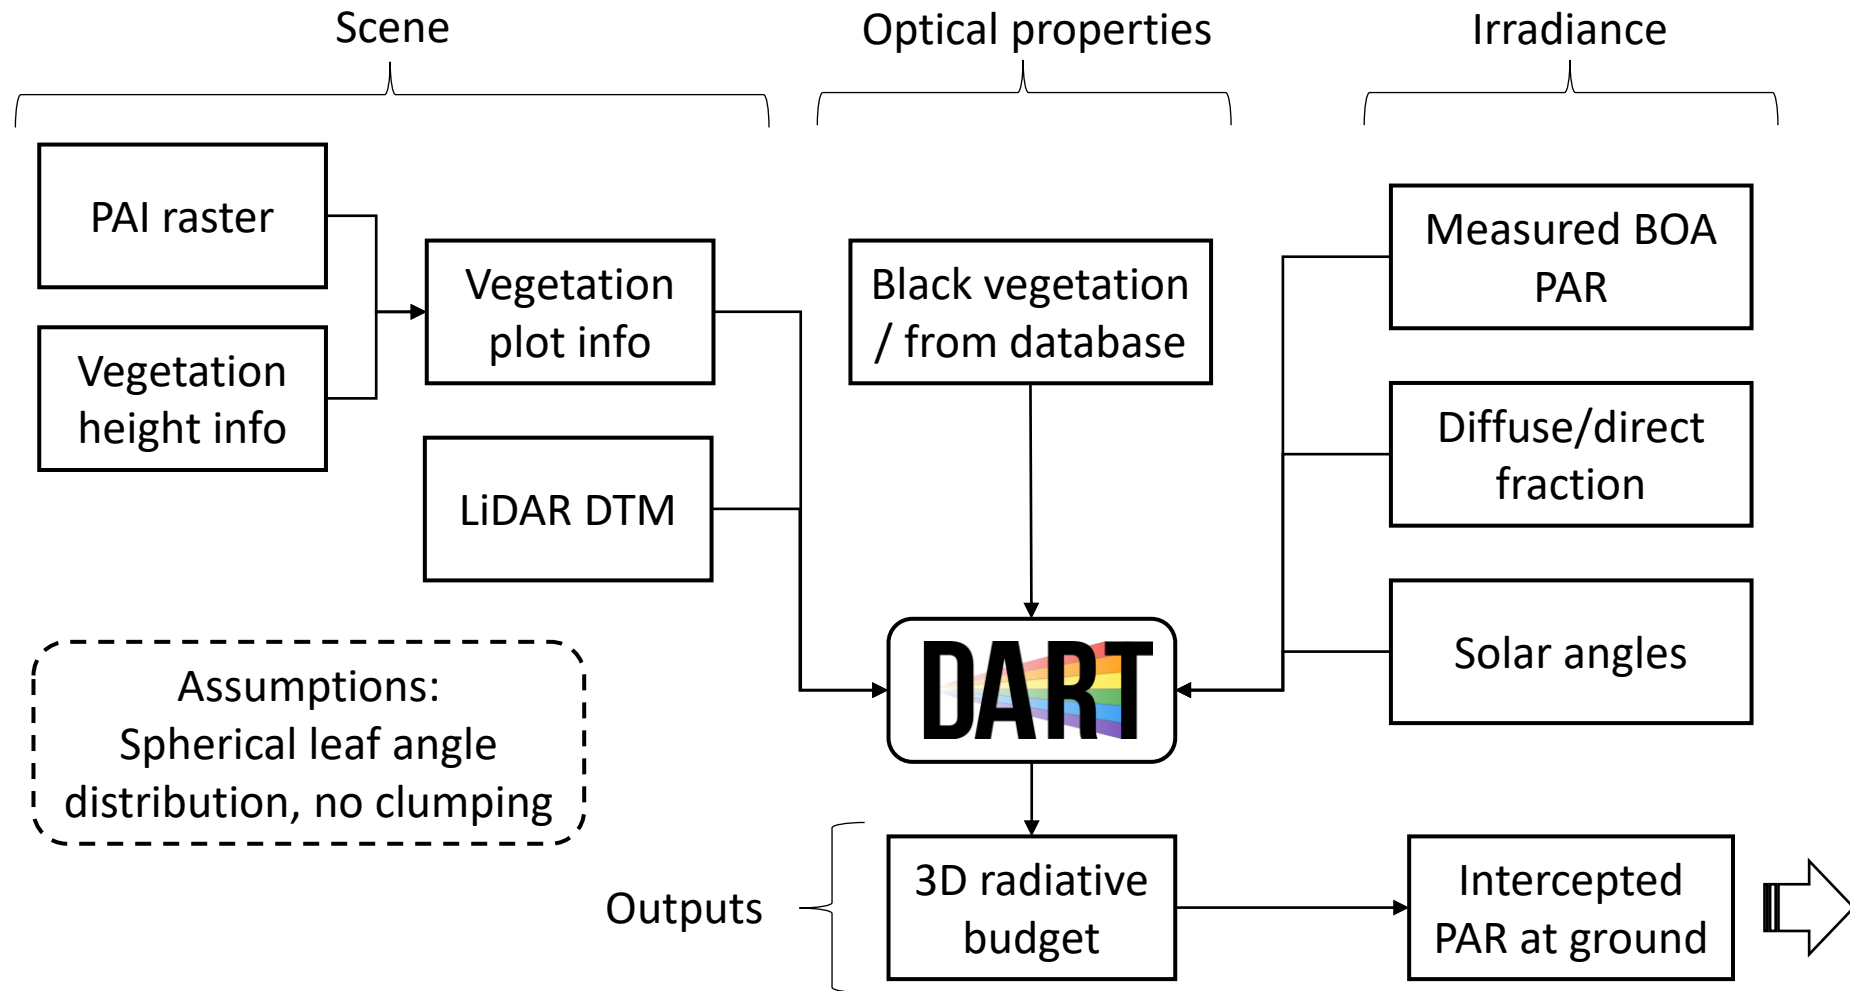 Scene
Optical properties
Irradiance
PAI raster
Vegetation
height info
Vegetation
plot info
LiDAR DTM
Black vegetation
/ from database
Measured BOA
PAR
Diffuse/direct
fraction
Solar angles
Assumptions:
Spherical leaf angle
distribution, no clumping
DART
Outputs
3D radiative
budget
Intercepted
PAR at ground